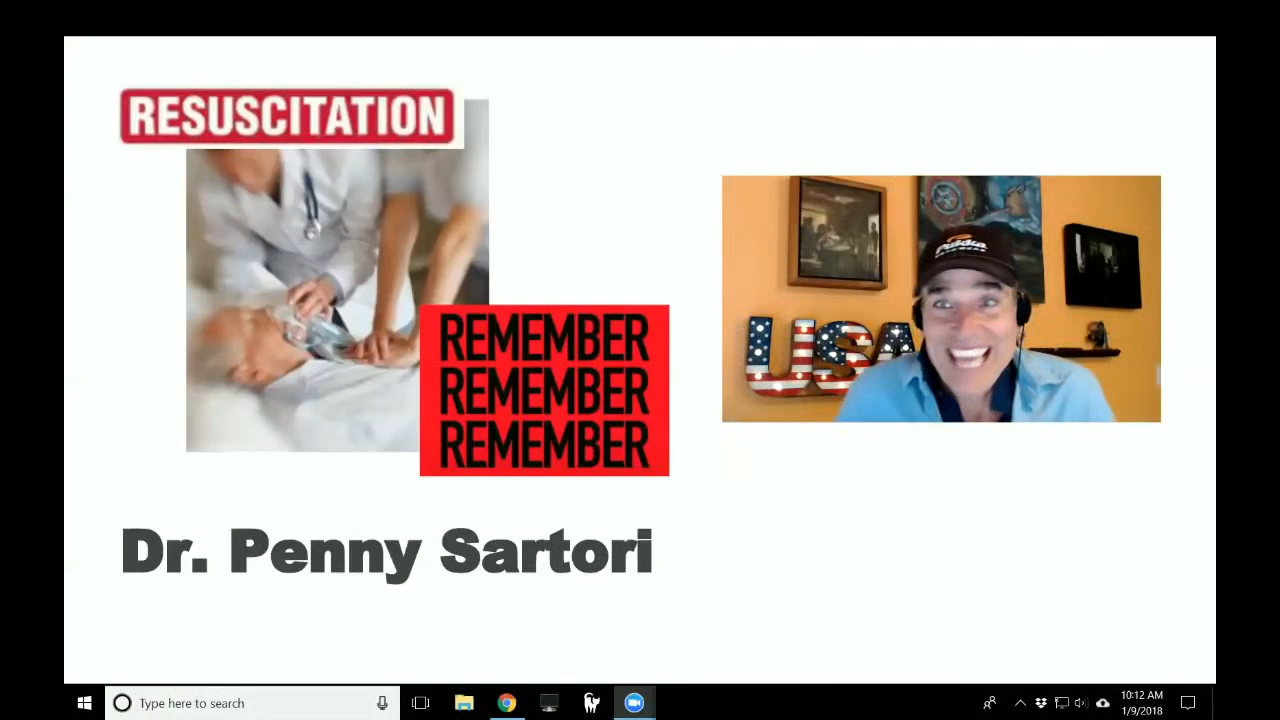 RESUSCITATION
REMEMBER
REMEMBER
REMEMBER
USA
Dr. Penny Sartori
Type here to search
10:12 AM
1/9/2018